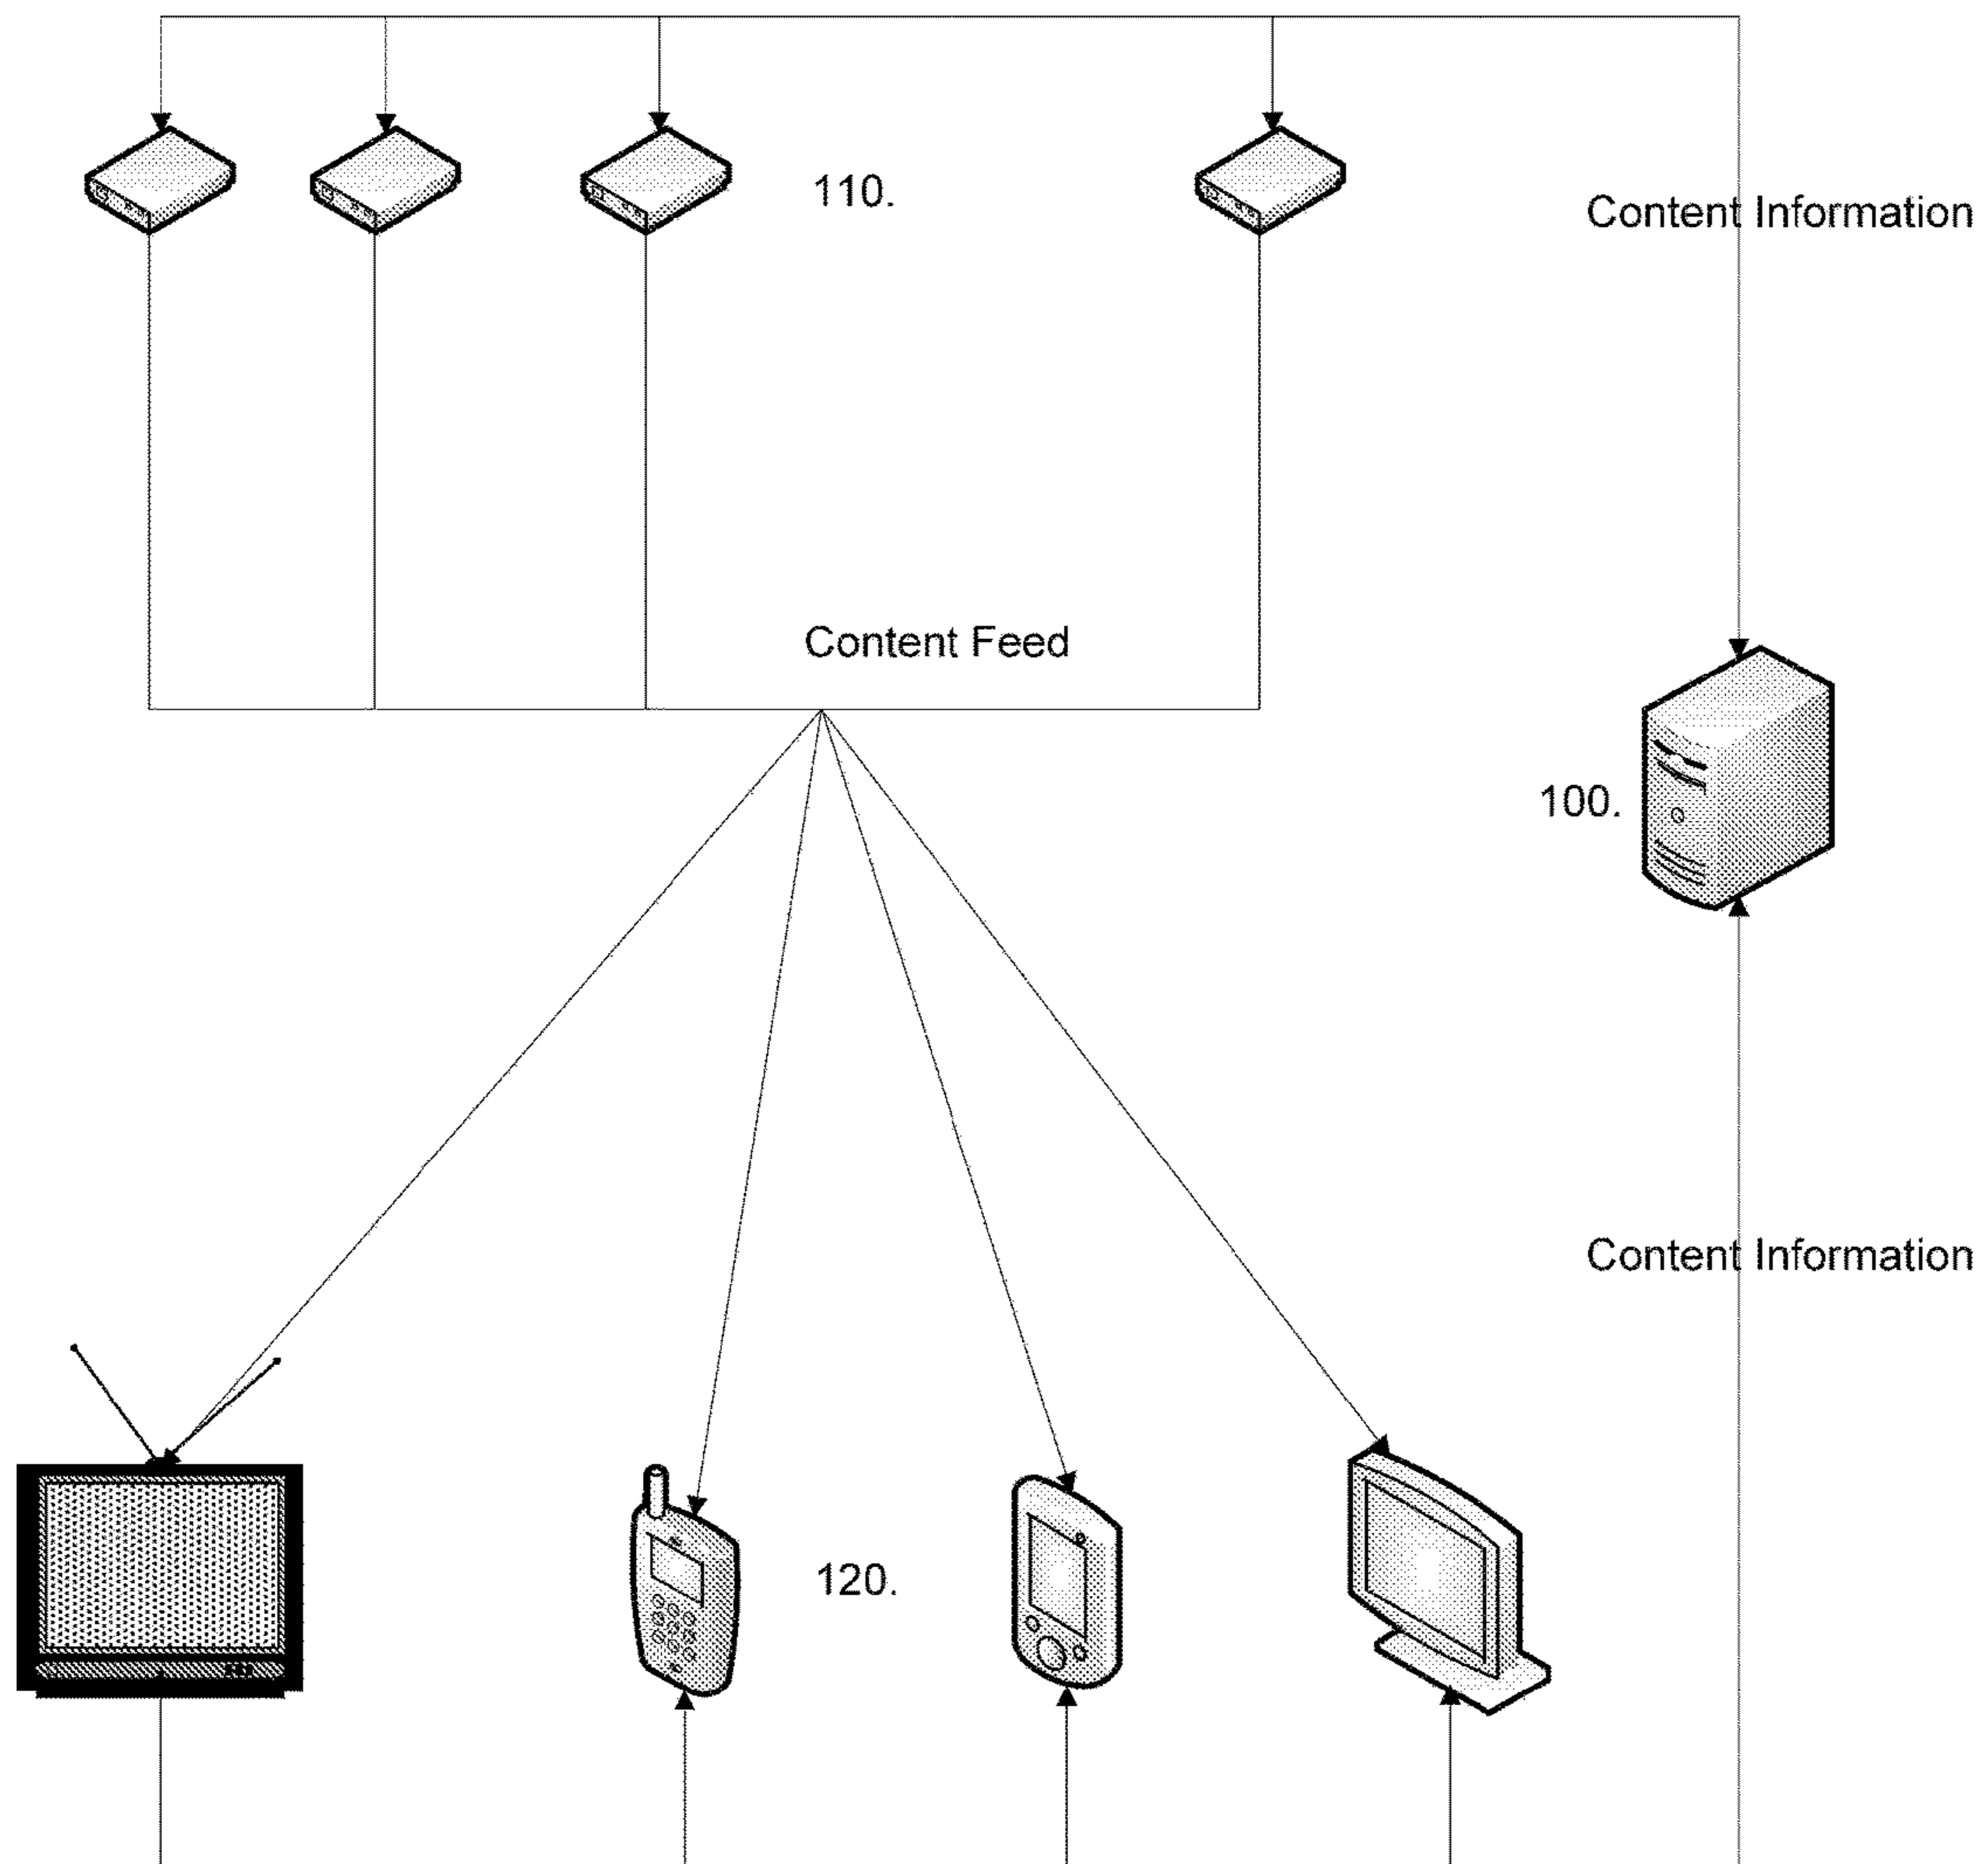 110.
Content Information
Content Feed
100.
Content Information
120.